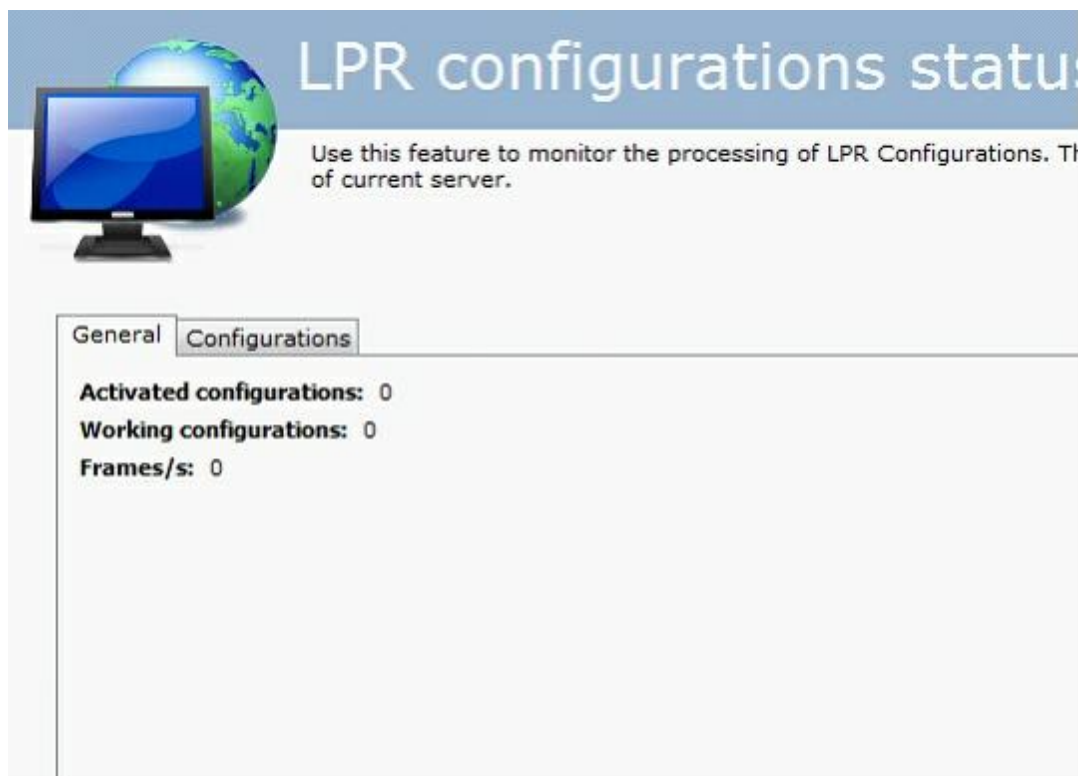 LPR configurations statu
Use this feature to monitor the processing of LPR Configurations.
of current server.
General
Configurations
Activated configurations: 0
Working configurations: 0
Frames/s: 0